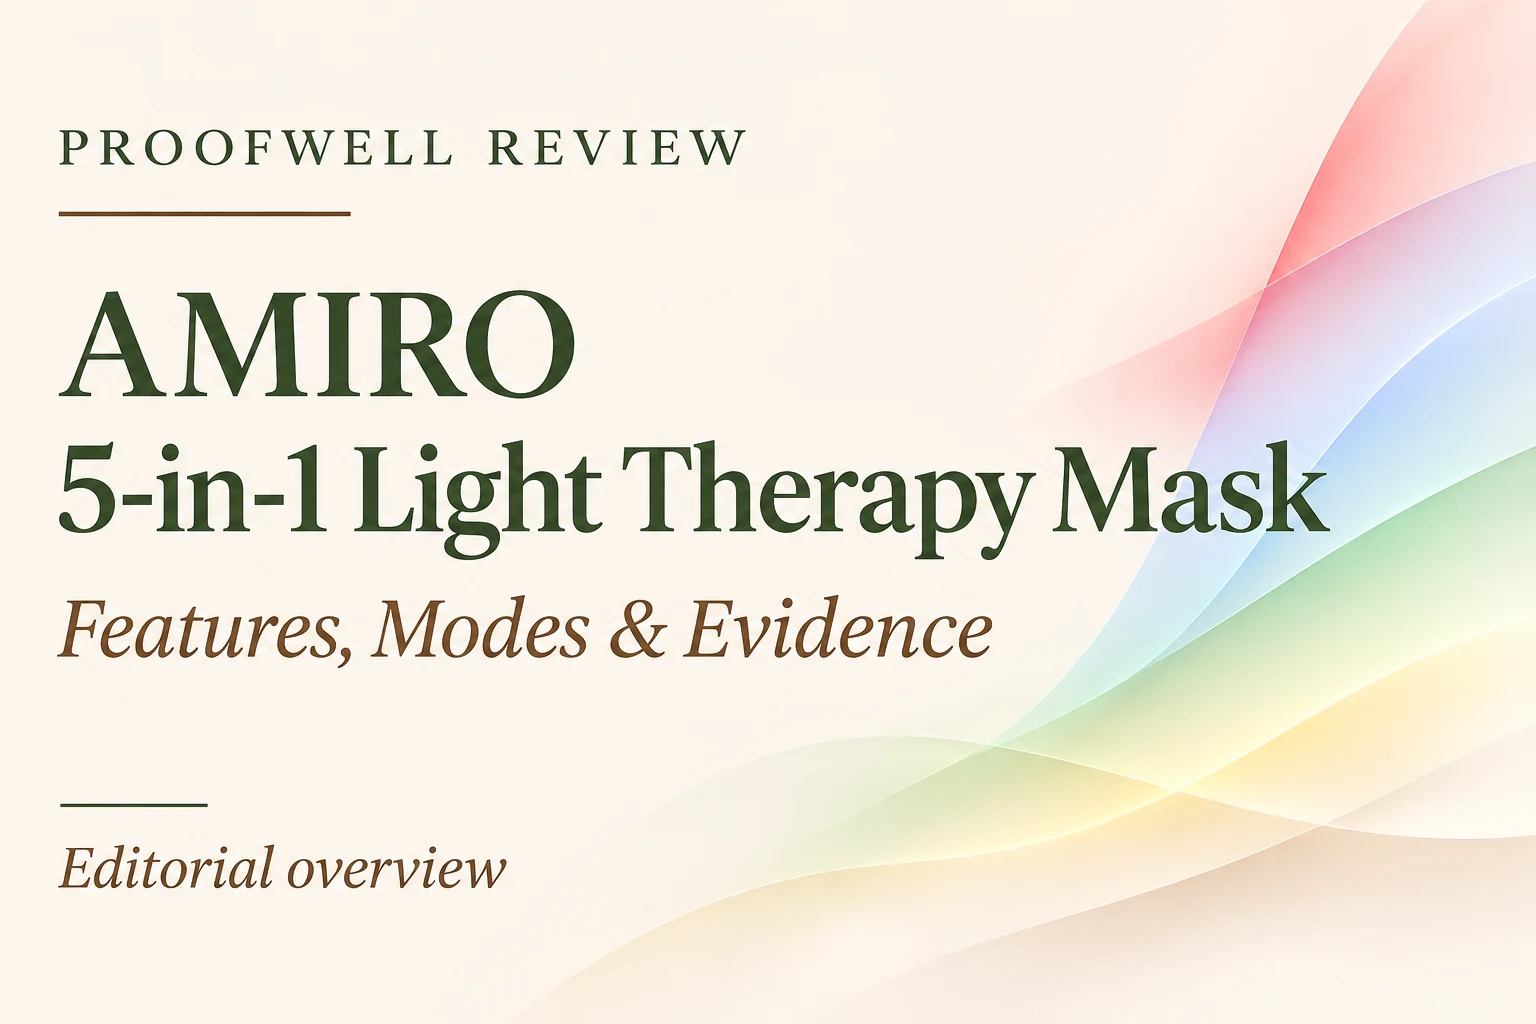 PROOFWELL REVIEW
AMIRO
5-in-1 Light Therapy Mask
Features, Modes & Evidence
Editorial overview